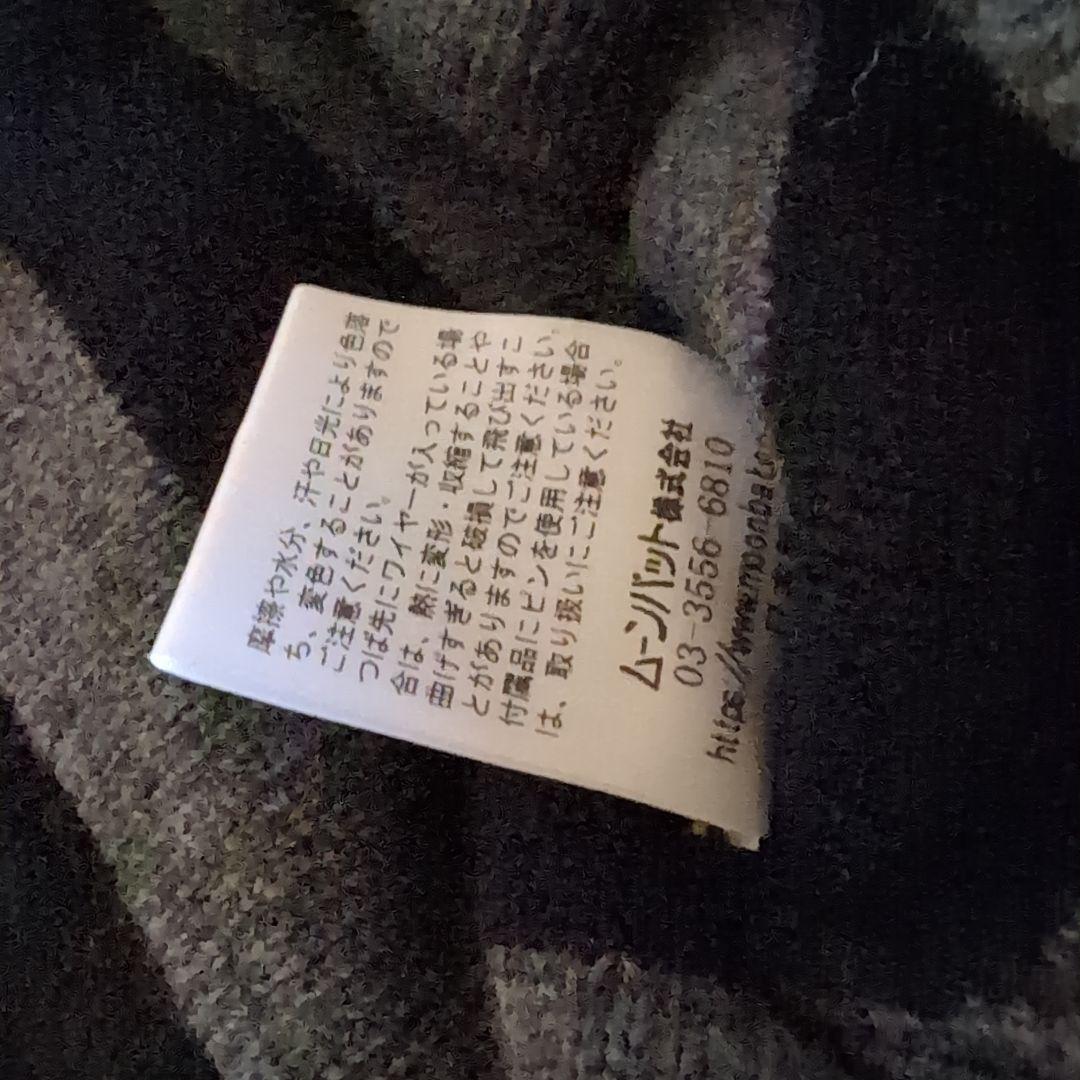 摩擦や水分、汗や日光により色落
ち、変色することがありますので
ご注意ください。
つば先にワイヤーが入っている場
合は、熱に変形・収縮することや
曲げすぎると破損して飛び出すこ
とがありますのでご注意ください。
付属品にピンを使用している場合
は、取り扱いにご注意ください。
ムーンバット株式会社
03-3556-6810
https://www.moonbat.co